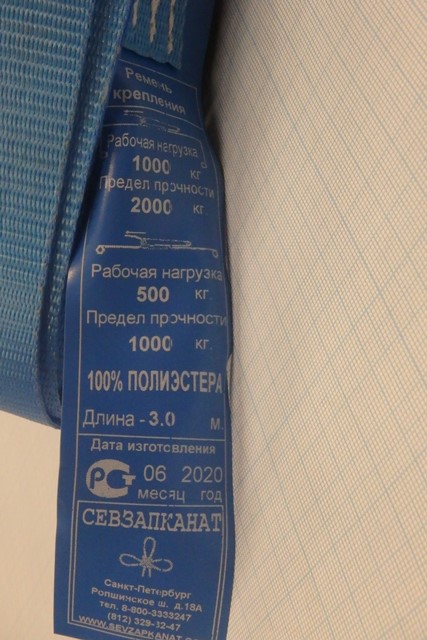 Ремень
крепления
Рабочая нагрузка
1000 кг
Предел прочности
2000 кг.
Рабочая нагрузка
500 кг.
Предел прочности
1000 кг.
100% ПОЛИЭСТЕРА
Длина - 3.0 м.
Дата изготовления
РСТ 06 2020
месяц год
СЕВЗАПКАНАТ
Санкт-Петербург
Ропшинское ш. д.18А
тел. 8-800-3333247
(812) 329-32-47
www.SEVZAPKANAT